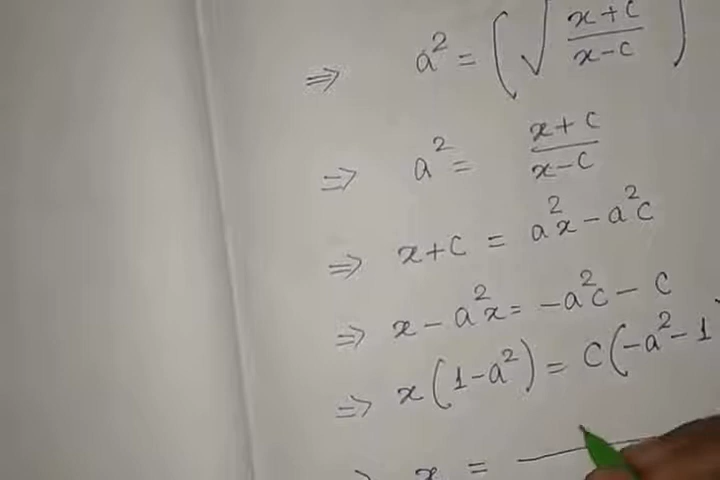 ⇒ a² = (√(x+c)/(x-c))
⇒ a² = (x+c)/(x-c)
⇒ x+c = a²x - a²c
⇒ x - a²x = -a²c - c
⇒ x(1-a²) = c(-a²-1
⇒ x =